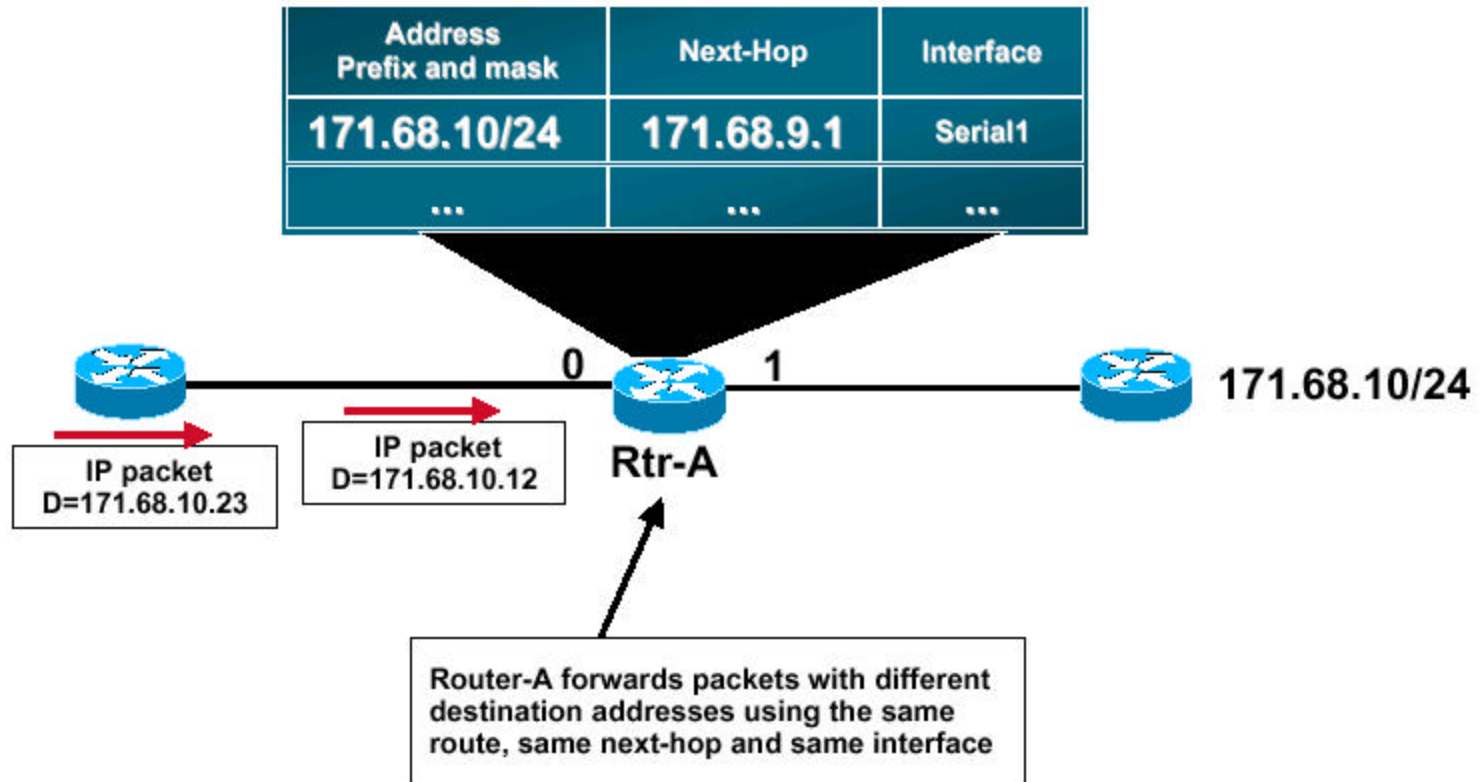 Address
Prefix and mask
Next-Hop
Interface
171.68.10/24
171.68.9.1
Serial1
...
...
...
0
1
171.68.10/24
Rtr-A
IP packet
D=171.68.10.23
IP packet
D=171.68.10.12
Router-A forwards packets with different
destination addresses using the same
route, same next-hop and same interface